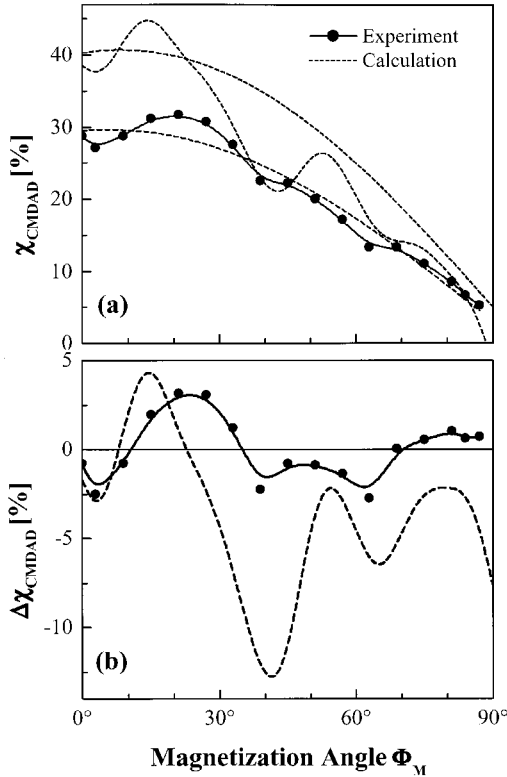 Experiment
Calculation
χCMDAD [%]
40
30
20
10
0
(a)
ΔχCMDAD [%]
5
0
-5
-10
(b)
0° 30° 60° 90°
Magnetization Angle ΦM